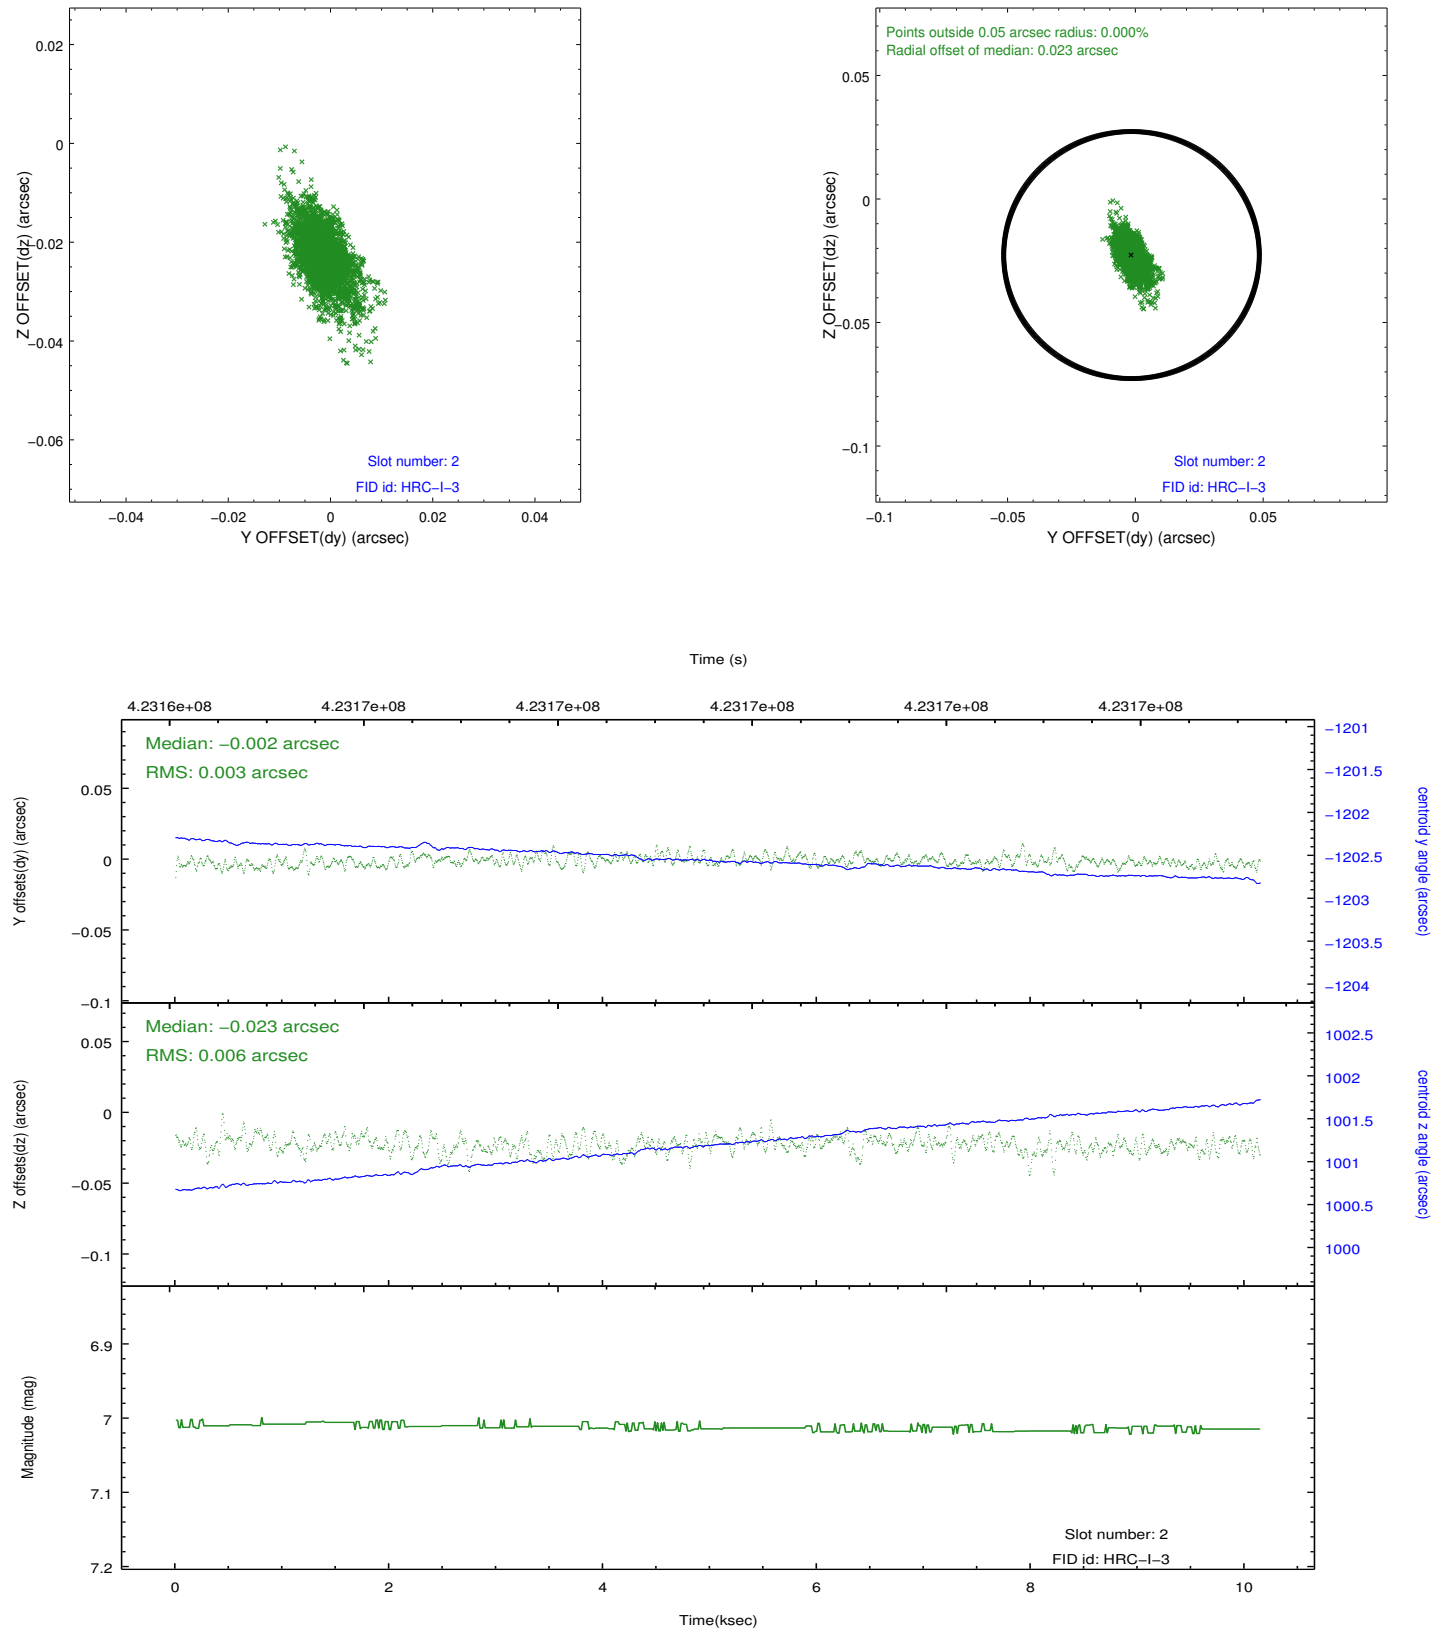 0.02
0
−0.02
−0.04
−0.06
Z OFFSET(dz) (arcsec)
Slot number: 2
FID id: HRC−I−3
−0.04
−0.02
0
0.02
0.04
Y OFFSET(dy) (arcsec)
Points outside 0.05 arcsec radius: 0.000%
Radial offset of median: 0.023 arcsec
0.05
0
−0.05
−0.1
Z OFFSET(dz) (arcsec)
Slot number: 2
FID id: HRC−I−3
−0.1
−0.05
0
0.05
Y OFFSET(dy) (arcsec)
Time (s)
4.2316e+08
4.2317e+08
4.2317e+08
4.2317e+08
4.2317e+08
4.2317e+08
Median: −0.002 arcsec
RMS: 0.003 arcsec
0.05
0
−0.05
−0.1
Y offsets(dy) (arcsec)
−1201
−1201.5
−1202
−1202.5
−1203
−1203.5
−1204
centroid y angle (arcsec)
Median: −0.023 arcsec
RMS: 0.006 arcsec
0.05
0
−0.05
−0.1
Z offsets(dz) (arcsec)
1002.5
1002
1001.5
1001
1000.5
1000
centroid z angle (arcsec)
6.9
7
7.1
7.2
Magnitude (mag)
Slot number: 2
FID id: HRC−I−3
0
2
4
6
8
10
Time(ksec)